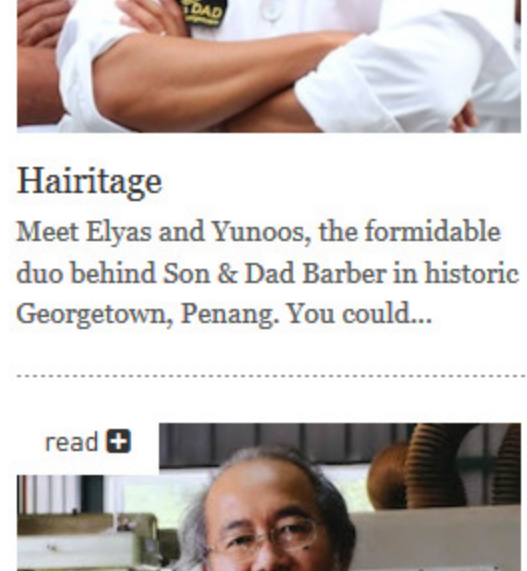 DAD
Hairitage
Meet Elyas and Yunoos, the formidable
duo behind Son & Dad Barber in historic
Georgetown, Penang. You could...
read